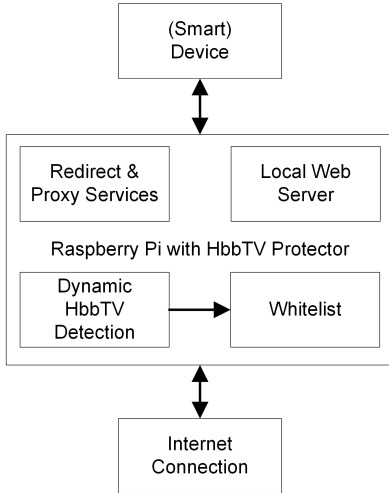 (Smart)
Device
Redirect &
Proxy Services
Local Web
Server
Raspberry Pi with HbbTV Protector
Dynamic
HbbTV
Detection
Whitelist
Internet
Connection